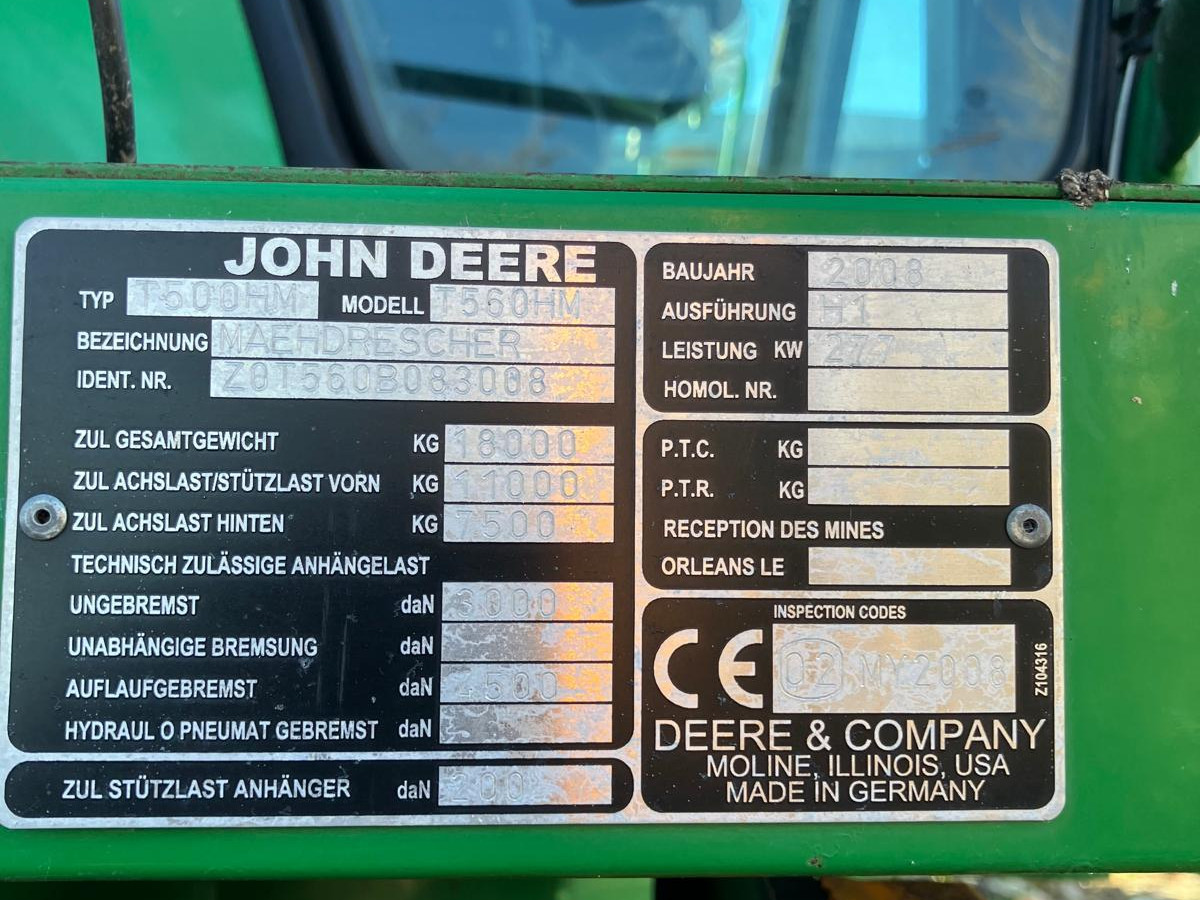 JOHN DEERE
TYP T500HM MODELL T560HM
BEZEICHNUNG MAEHDRESCHER
IDENT. NR. Z0T560B083008
ZUL GESAMTGEWICHT KG 18000
ZUL ACHSLAST/STÜTZLAST VORN KG 11000
ZUL ACHSLAST HINTEN KG 7500
TECHNISCH ZULÄSSIGE ANHÄNGELAST
UNGEBREMST daN 3000
UNABHÄNGIGE BREMSUNG daN
AUFLAUFGEBREMST daN 4500
HYDRAUL O PNEUMAT GEBREMST daN
ZUL STÜTZLAST ANHÄNGER daN 200
BAUJAHR 2008
AUSFÜHRUNG H1
LEISTUNG KW 277
HOMOL. NR.
P.T.C. KG
P.T.R. KG
RECEPTION DES MINES
ORLEANS LE
INSPECTION CODES
CE 02 MY2008
Z104316
DEERE & COMPANY
MOLINE, ILLINOIS, USA
MADE IN GERMANY